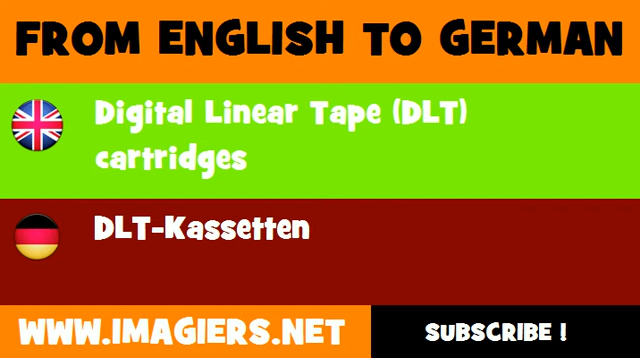 FROM ENGLISH TO GERMAN
Digital Linear Tape (DLT)
cartridges
DLT-Kassetten
WWW.IMAGIERS.NET
SUBSCRIBE !